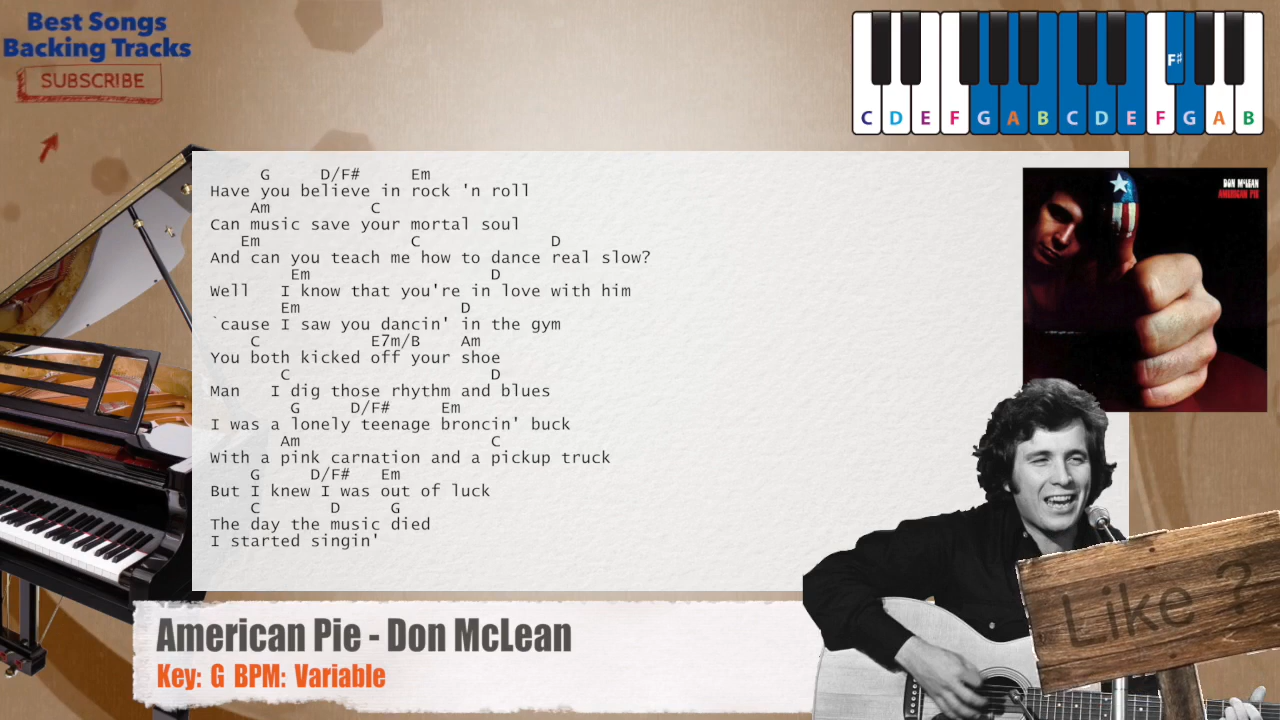 Best Songs
Backing Tracks
SUBSCRIBE
F#
C D E F G A B C D E F G A B
G D/F# Em
Have you believe in rock 'n roll
Am C
Can music save your mortal soul
Em C D
And can you teach me how to dance real slow?
Em D
Well I know that you're in love with him
Em D
`cause I saw you dancin' in the gym
C E7m/B Am
You both kicked off your shoe
C D
Man I dig those rhythm and blues
G D/F# Em
I was a lonely teenage broncin' buck
Am C
With a pink carnation and a pickup truck
G D/F# Em
But I knew I was out of luck
C D G
The day the music died
I started singin'
DON McLEAN
AMERICAN PIE
Like ?
American Pie - Don McLean
Key: G BPM: Variable